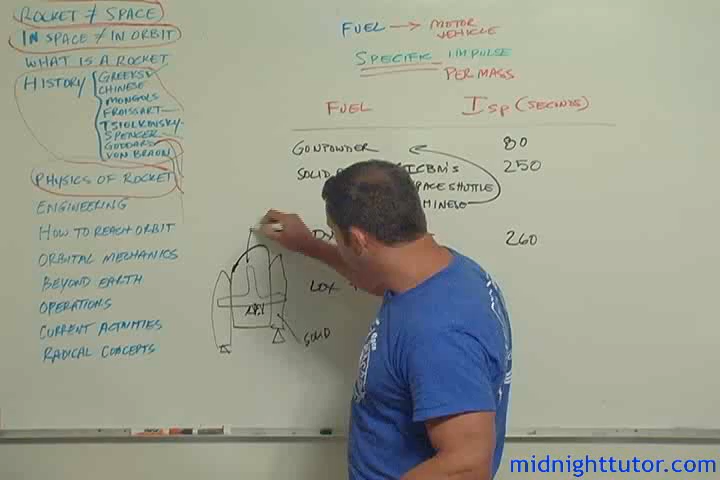 ROCKET ≠ SPACE
IN SPACE ≠ IN ORBIT
WHAT IS A ROCKET
HISTORY
GREEKS
CHINESE
MONGOLS
FROISSART
TSIOLKOVSKY
SPENCER
GODDARD
VON BRAUN
PHYSICS OF ROCKET
ENGINEERING
HOW TO REACH ORBIT
ORBITAL MECHANICS
BEYOND EARTH
OPERATIONS
CURRENT ACTIVITIES
RADICAL CONCEPTS
FUEL → MOTOR
VEHICLE
SPECIFIC IMPULSE
PER MASS
FUEL ISP (SECONDS)
GUNPOWDER 80
SOLID ICBM'S 250
SPACE SHUTTLE
260
LOX
SOLID
midnighttutor.com